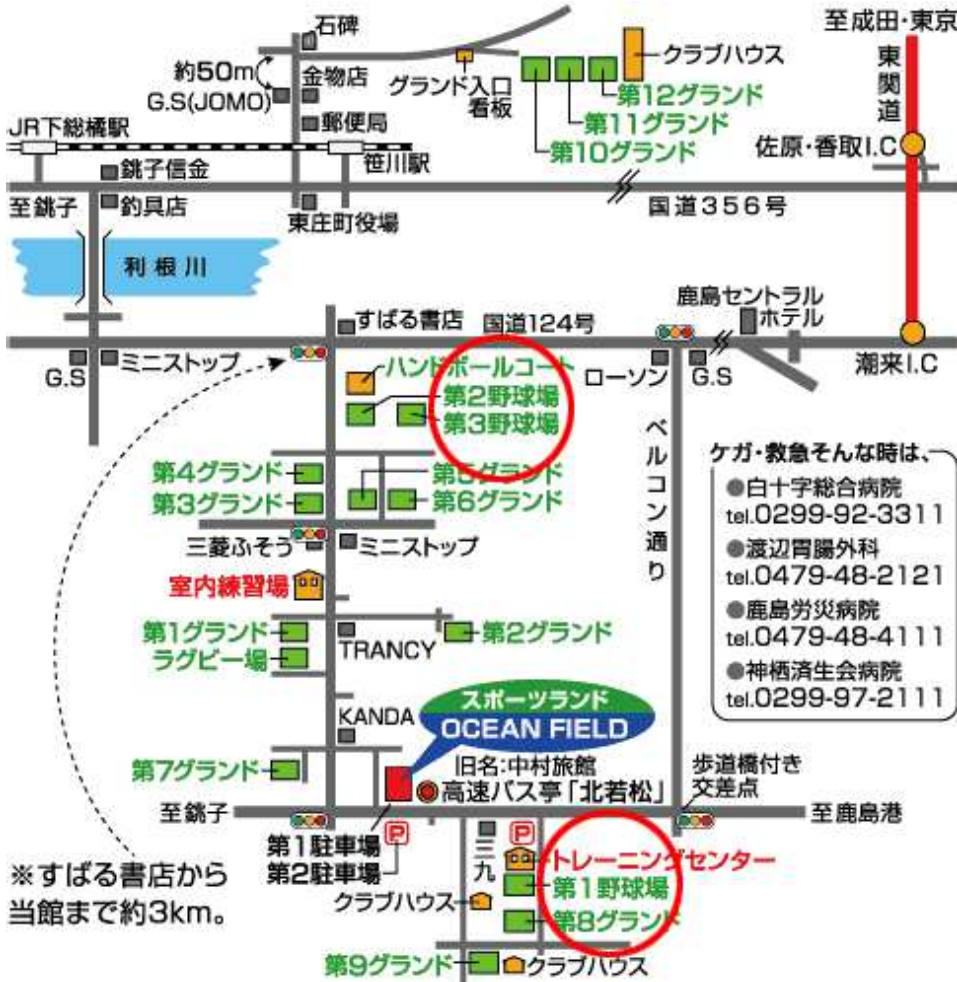 石碑
約50m
金物店
G.S(JOMO)
グランド入口
看板
クラブハウス
第12グランド
第11グランド
第10グランド
至成田・東京
東関道
佐原・香取I.C
郵便局
JR下総橘駅
笹川駅
銚子信金
至銚子
釣具店
東庄町役場
国道356号
利根川
鹿島セントラル
ホテル
すばる書店
国道124号
G.S
ミニストップ
ローソン
G.S
潮来I.C
ハンドボールコート
第2野球場
第3野球場
ベルコン通り
第4グランド
第5グランド
第3グランド
第6グランド
三菱ふそう
ミニストップ
室内練習場
第1グランド
ラグビー場
TRANCY
第2グランド
ケガ・救急そんな時は、
●白十字総合病院
tel.0299-92-3311
●渡辺胃腸外科
tel.0479-48-2121
●鹿島労災病院
tel.0479-48-4111
●神栖済生会病院
tel.0299-97-2111
KANDA
スポーツランド
OCEAN FIELD
第7グランド
旧名:中村旅館
高速バス亭「北若松」
歩道橋付き
交差点
至銚子
至鹿島港
第1駐車場
第2駐車場
P
三九
P
トレーニングセンター
第1野球場
クラブハウス
第8グランド
第9グランド
クラブハウス
※すばる書店から
当館まで約3km。